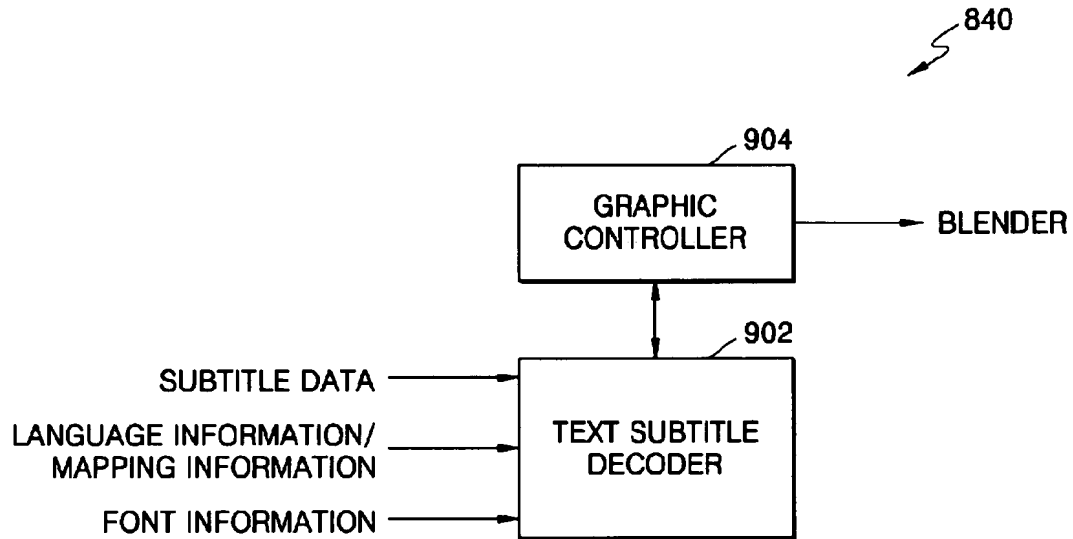 840
904
GRAPHIC
CONTROLLER
BLENDER
902
SUBTITLE DATA
LANGUAGE INFORMATION/
MAPPING INFORMATION
FONT INFORMATION
TEXT SUBTITLE
DECODER